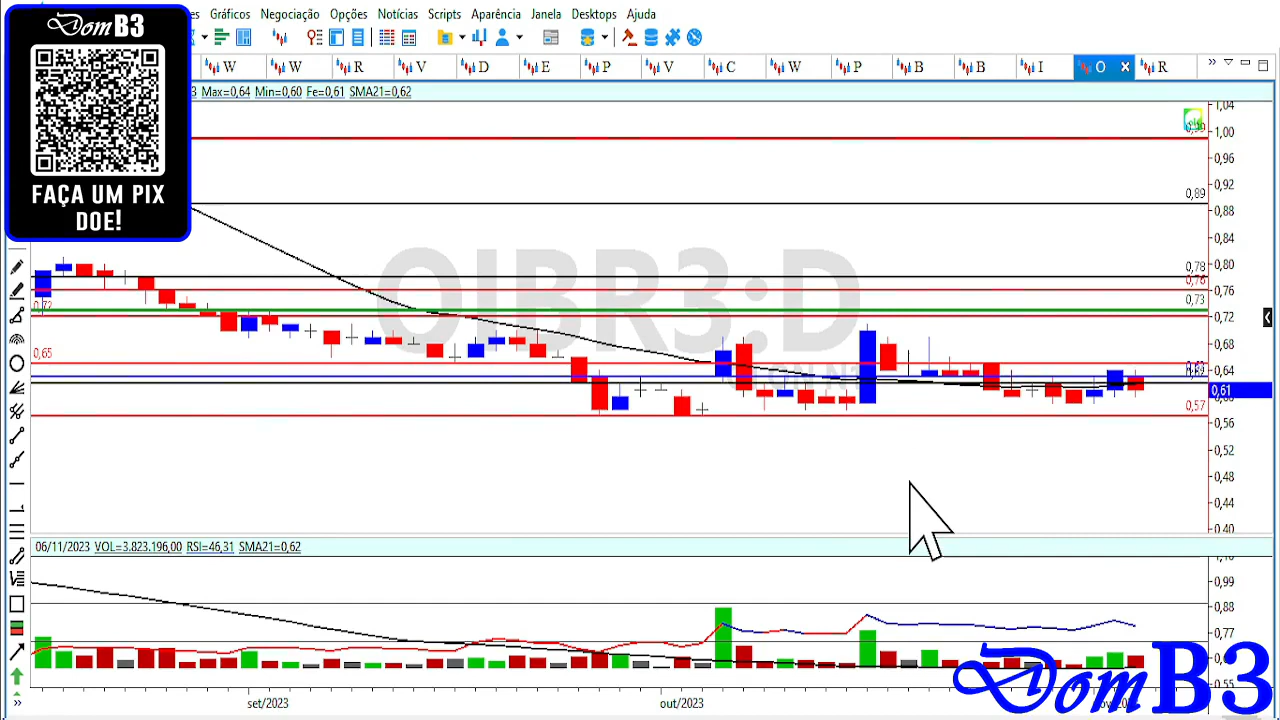 DomB3
FAÇA UM PIX
DOE!
Gráficos Negociação Opções Notícias Scripts Aparência Janela Desktops Ajuda
W W R V D E P V C W P B B I O R
Max=0,64 Min=0,60 Fe=0,61 SMA21=0,62
OIBR3:D
0,89
0,78
0,76
0,73
0,72
0,65
0,57
1,04
1,00
0,96
0,92
0,88
0,84
0,80
0,76
0,72
0,68
0,64
0,61
0,56
0,52
0,48
0,44
0,40
06/11/2023 VOL=3.823.196,00 RSI=46,31 SMA21=0,62
0,99
0,88
0,77
0,55
set/2023 out/2023
DomB3